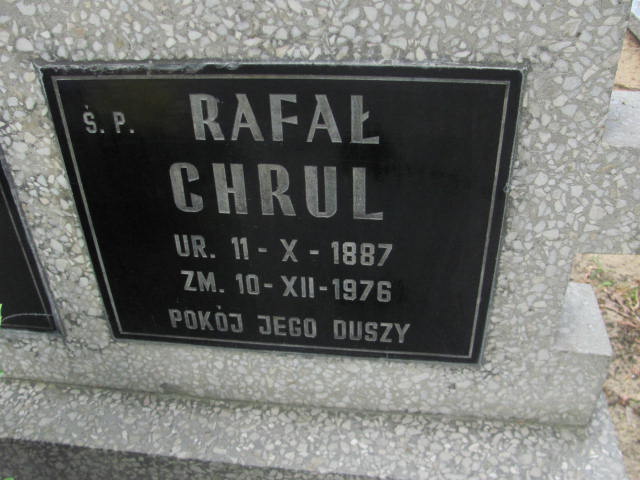 Ś. P. RAFAŁ
CHRUL
UR. 11-X-1887
ZM. 10-XII-1976
POKÓJ JEGO DUSZY